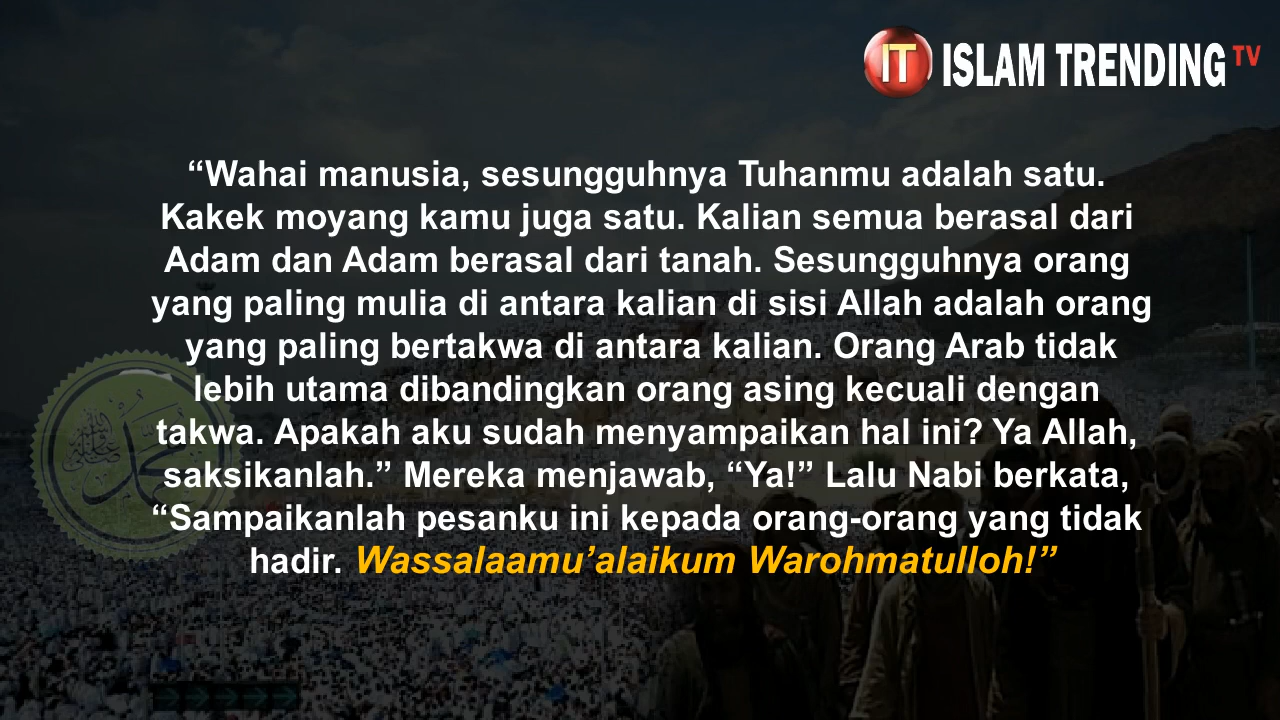 IT ISLAM TRENDING TV
“Wahai manusia, sesungguhnya Tuhanmu adalah satu.
Kakek moyang kamu juga satu. Kalian semua berasal dari
Adam dan Adam berasal dari tanah. Sesungguhnya orang
yang paling mulia di antara kalian di sisi Allah adalah orang
yang paling bertakwa di antara kalian. Orang Arab tidak
lebih utama dibandingkan orang asing kecuali dengan
takwa. Apakah aku sudah menyampaikan hal ini? Ya Allah,
saksikanlah.” Mereka menjawab, “Ya!” Lalu Nabi berkata,
“Sampaikanlah pesanku ini kepada orang-orang yang tidak
hadir. Wassalaamu’alaikum Warohmatulloh!”
محمد